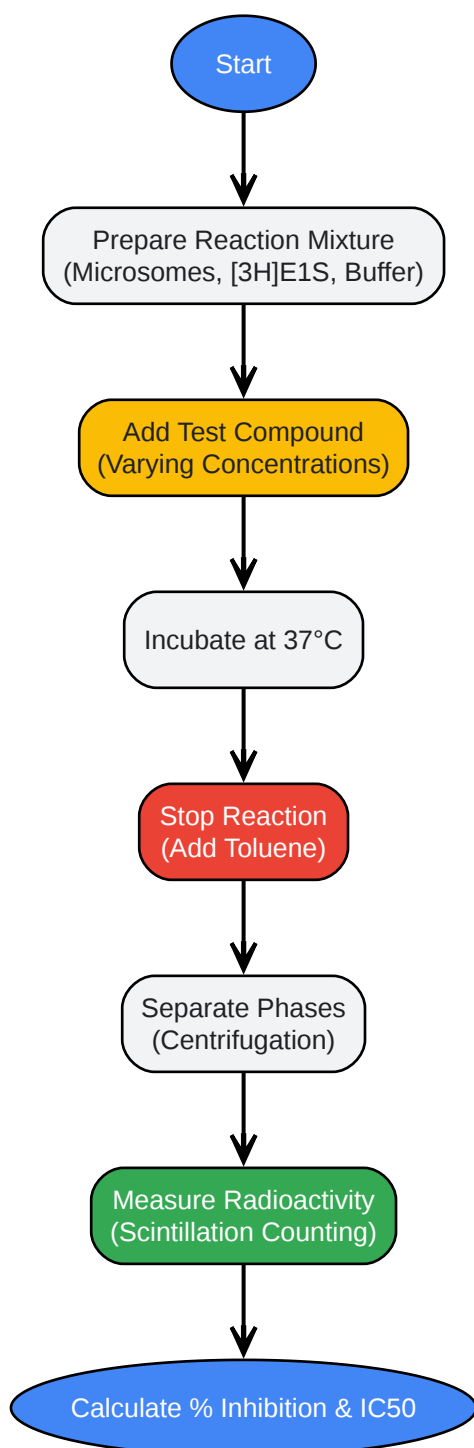 Start
Prepare Reaction Mixture
(Microsomes, [3H]E1S, Buffer)
Add Test Compound
(Varying Concentrations)
Incubate at 37°C
Stop Reaction
(Add Toluene)
Separate Phases
(Centrifugation)
Measure Radioactivity
(Scintillation Counting)
Calculate % Inhibition & IC50